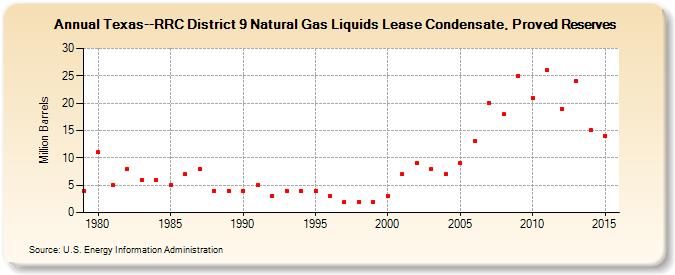 Annual Texas--RRC District 9 Natural Gas Liquids Lease Condensate, Proved Reserves
Million Barrels
30
25
20
15
10
5
0
1980 1985 1990 1995 2000 2005 2010 2015
Source: U.S. Energy Information Administration